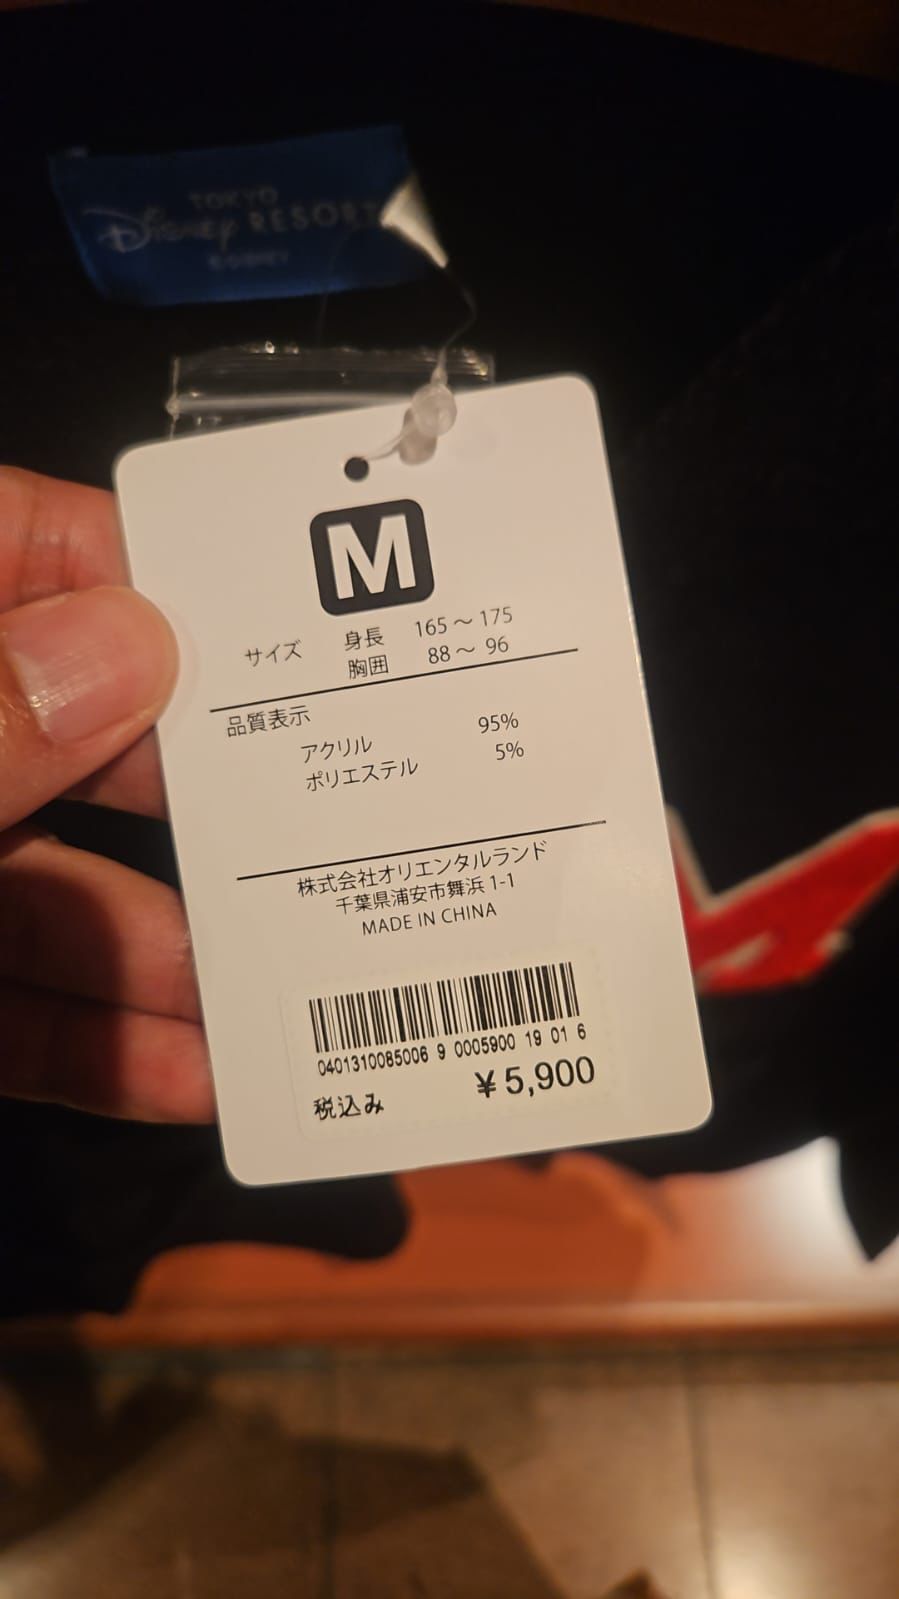 TOKYO
Disney RESORT
M
サイズ 身長 165～175
胸囲 88～ 96
品質表示
アクリル 95%
ポリエステル 5%
株式会社オリエンタルランド
千葉県浦安市舞浜 1-1
MADE IN CHINA
0401310085006 9 0005900 19 01 6
税込み ￥5,900